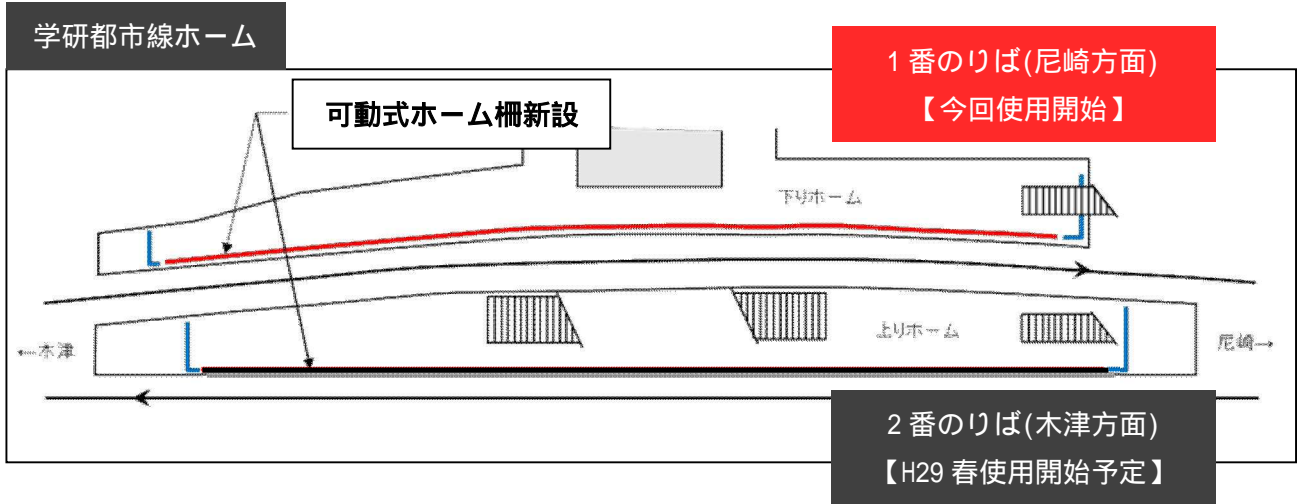 学研都市線ホーム
1番のりば(尼崎方面)
【今回使用開始】
可動式ホーム柵新設
下りホーム
上りホーム
←木津
尼崎→
2番のりば(木津方面)
【H29春使用開始予定】